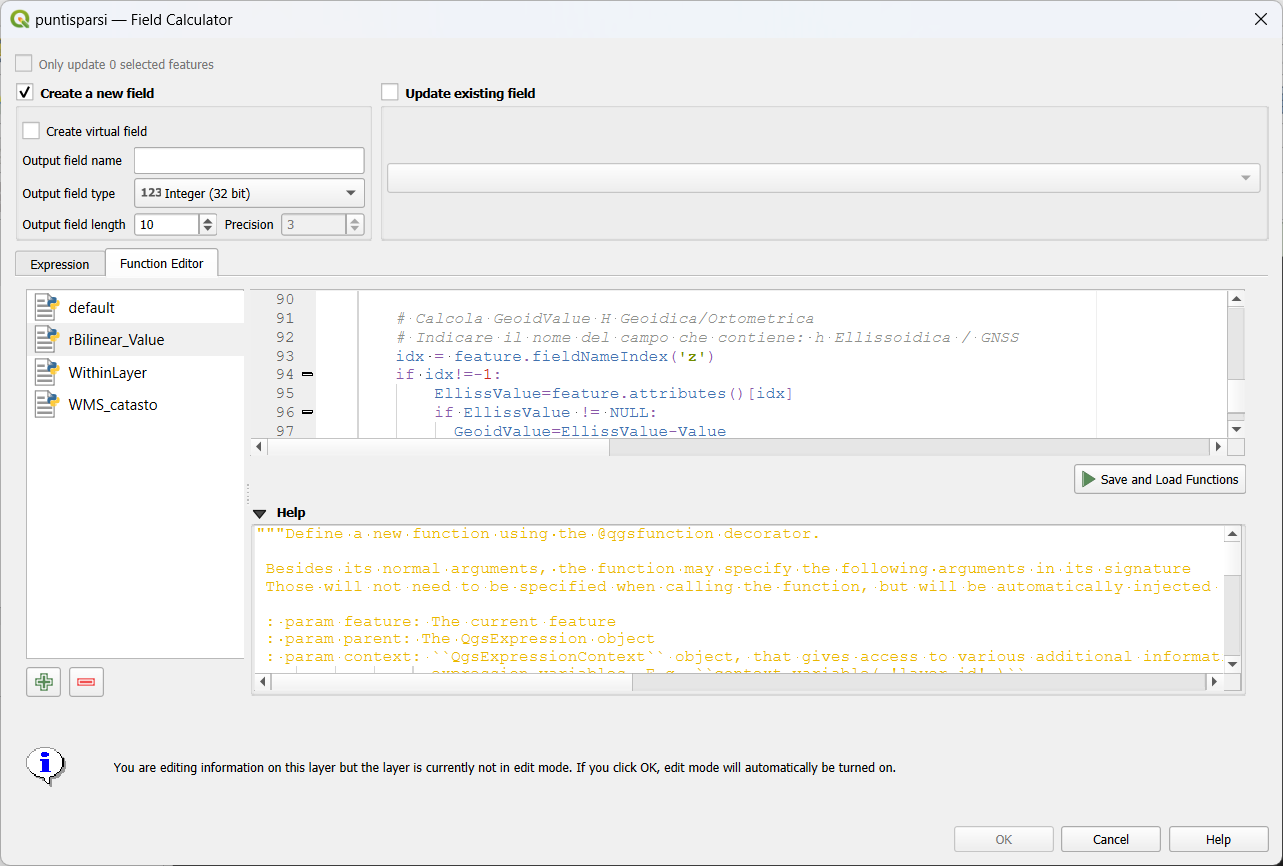 puntisparsi — Field Calculator
Only update 0 selected features
Create a new field
Update existing field
Create virtual field
Output field name
Output field type
123 Integer (32 bit)
Output field length
10
Precision
3
Expression
Function Editor
default
rBilinear_Value
WithinLayer
WMS_catasto
90
91 # Calcola GeoidValue H Geoidica/Ortometrica
92 # Indicare il nome del campo che contiene: h Ellissoidica / GNSS
93 idx = feature.fieldNameIndex('z')
94 if idx!=-1:
95 EllissValue=feature.attributes()[idx]
96 if EllissValue != NULL:
97 GeoidValue=EllissValue-Value
Save and Load Functions
Help
"""Define a new function using the @qgsfunction decorator.
Besides its normal arguments, the function may specify the following arguments in its signature
Those will not need to be specified when calling the function, but will be automatically injected
:param feature: The current feature
:param parent: The QgsExpression object
:param context: ``QgsExpressionContext`` object, that gives access to various additional informat
expression variables. E.g. ``context.variable( 'layer_id' )``
You are editing information on this layer but the layer is currently not in edit mode. If you click OK, edit mode will automatically be turned on.
OK
Cancel
Help